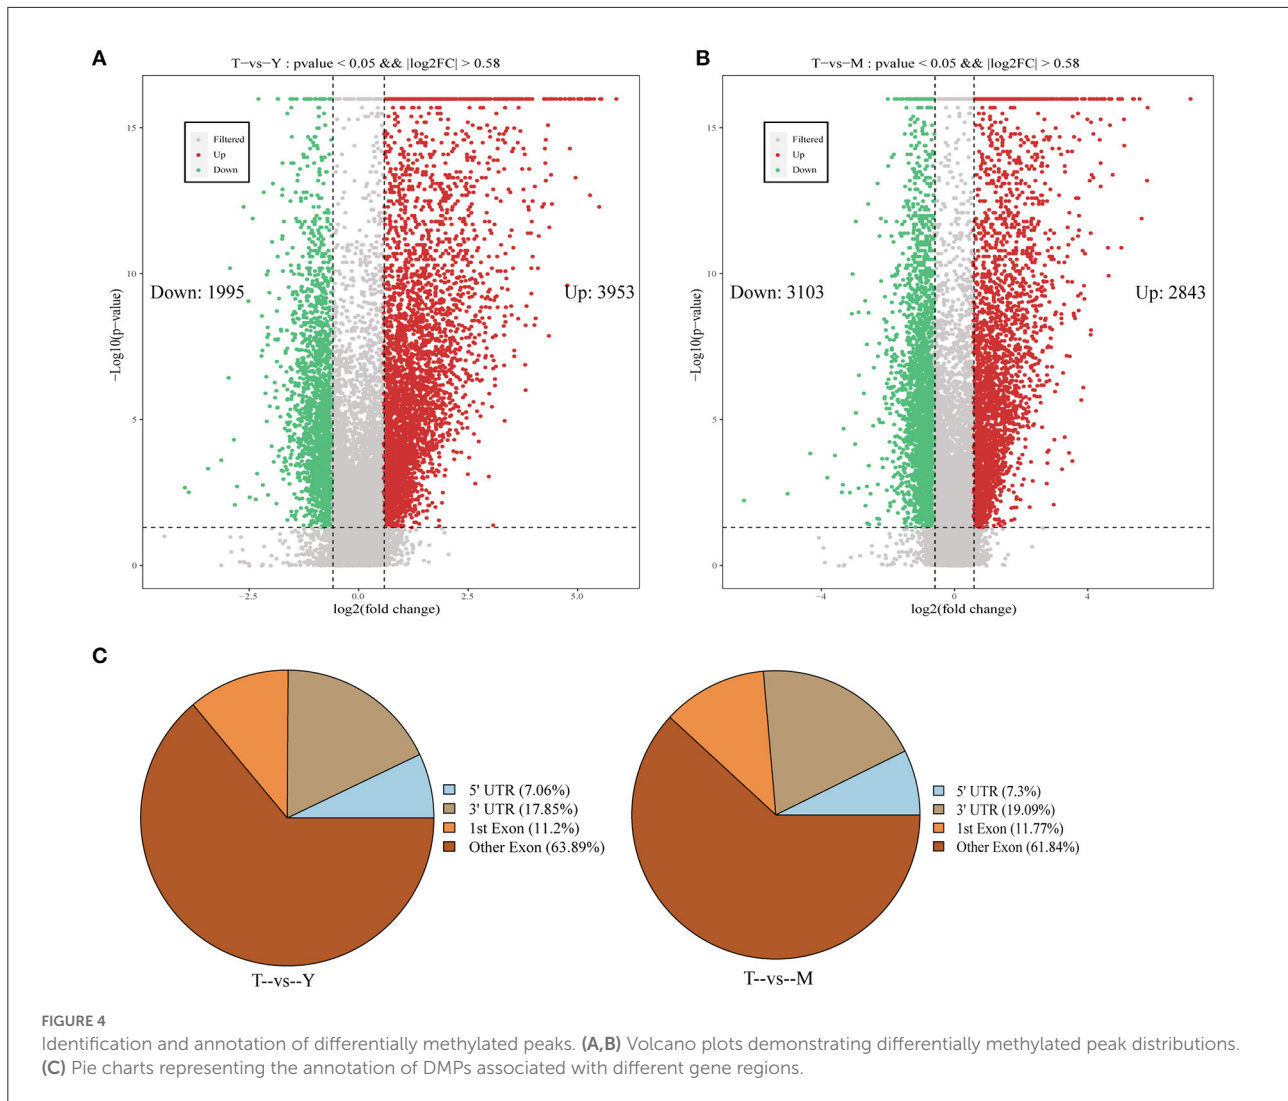 A
T−vs−Y : pvalue < 0.05 && |log2FC| > 0.58
15
10
5
0
−Log10(p−value)
Filtered
Up
Down
Down: 1995
Up: 3953
−2.5
0.0
2.5
5.0
log2(fold change)
B
T−vs−M : pvalue < 0.05 && |log2FC| > 0.58
15
10
5
0
−Log10(p−value)
Filtered
Up
Down
Down: 3103
Up: 2843
−4
0
4
log2(fold change)
C
5' UTR (7.06%)
3' UTR (17.85%)
1st Exon (11.2%)
Other Exon (63.89%)
T--vs--Y
5' UTR (7.3%)
3' UTR (19.09%)
1st Exon (11.77%)
Other Exon (61.84%)
T--vs--M
FIGURE 4
Identification and annotation of differentially methylated peaks. (A,B) Volcano plots demonstrating differentially methylated peak distributions.
(C) Pie charts representing the annotation of DMPs associated with different gene regions.